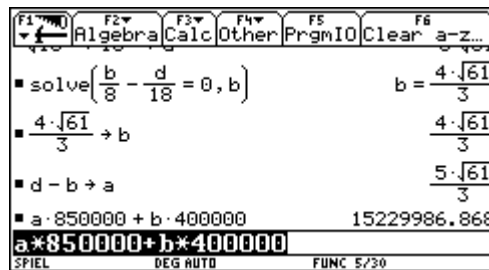 F1 F2 F3 F4 F5 F6
Algebra Calc Other PrgmIO Clear a-z...
solve(b/8 - d/18 = 0, b) b = 4·√61/3
4·√61/3 → b 4·√61/3
d - b → a 5·√61/3
a·850000 + b·400000 15229986.868
a*850000+b*400000
SPIEL DEG AUTO FUNC 5/30